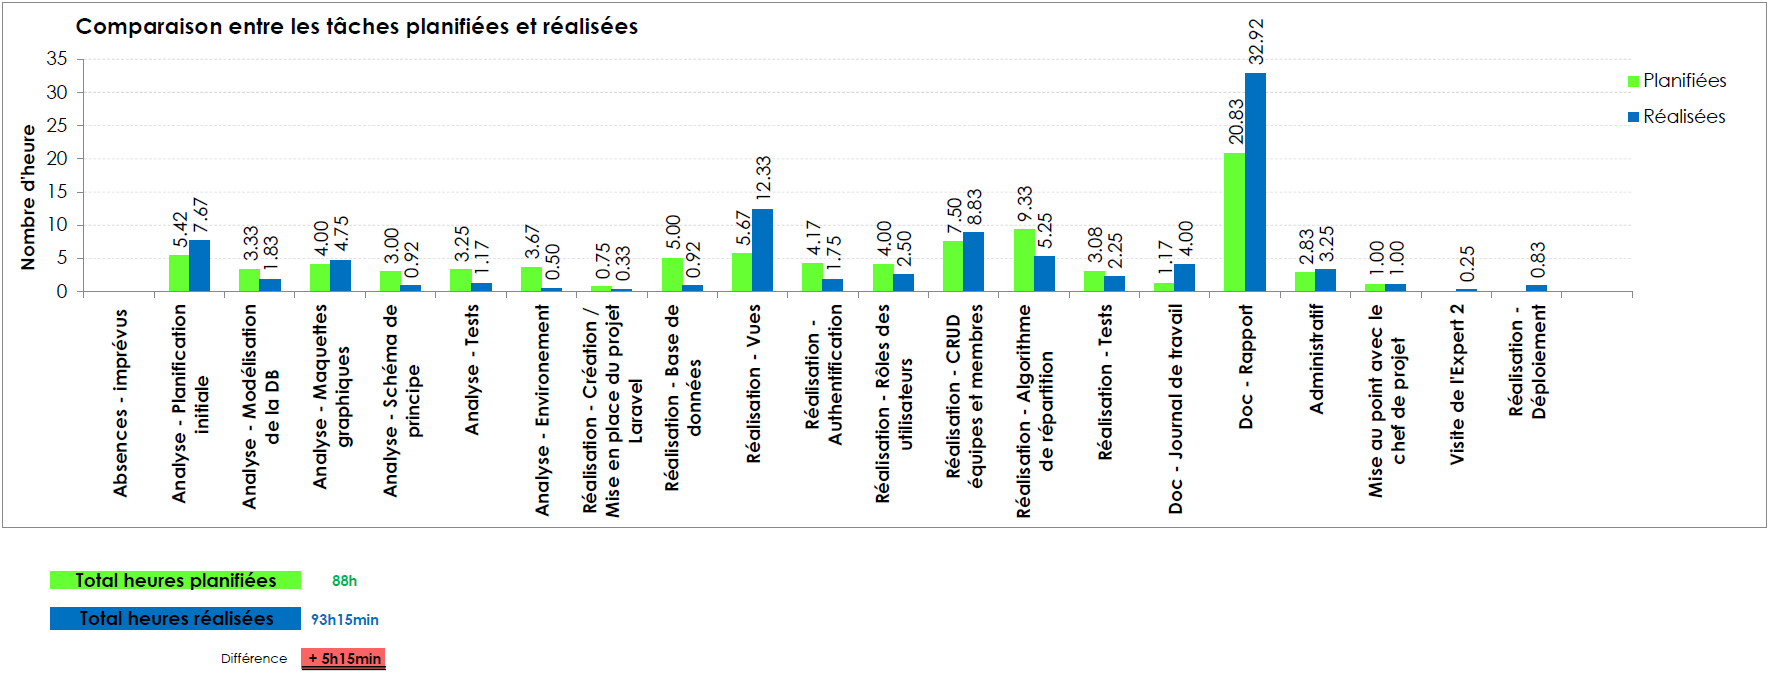 Comparaison entre les tâches planifiées et réalisées
Nombre d'heure
35
30
25
20
15
10
5
0
5.42
7.67
3.33
1.83
4.00
4.75
3.00
0.92
3.25
1.17
3.67
0.50
0.75
0.33
5.00
0.92
5.67
12.33
4.17
1.75
4.00
2.50
7.50
8.83
9.33
5.25
3.08
2.25
1.17
4.00
20.83
32.92
2.83
3.25
1.00
1.00
0.25
0.83
Planifiées
Réalisées
Absences - imprévus
Analyse - Planification
initiale
Analyse - Modélisation
de la DB
Analyse - Maquettes
graphiques
Analyse - Schéma de
principe
Analyse - Tests
Analyse - Environement
Réalisation - Création /
Mise en place du projet
Laravel
Réalisation - Base de
données
Réalisation - Vues
Réalisation -
Authentification
Réalisation - Rôles des
utilisateurs
Réalisation - CRUD
équipes et membres
Réalisation - Algorithme
de répartition
Réalisation - Tests
Doc - Journal de travail
Doc - Rapport
Administratif
Mise au point avec le
chef de projet
Visite de l'Expert 2
Réalisation -
Déploiement
Total heures planifiées 88h
Total heures réalisées 93h15min
Différence + 5h15min